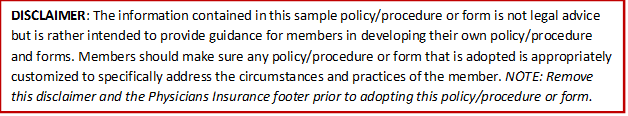 DISCLAIMER: The information contained in this sample policy/procedure or form is not legal advice
but is rather intended to provide guidance for members in developing their own policy/procedure
and forms. Members should make sure any policy/procedure or form that is adopted is appropriately
customized to specifically address the circumstances and practices of the member. NOTE: Remove
this disclaimer and the Physicians Insurance footer prior to adopting this policy/procedure or form.